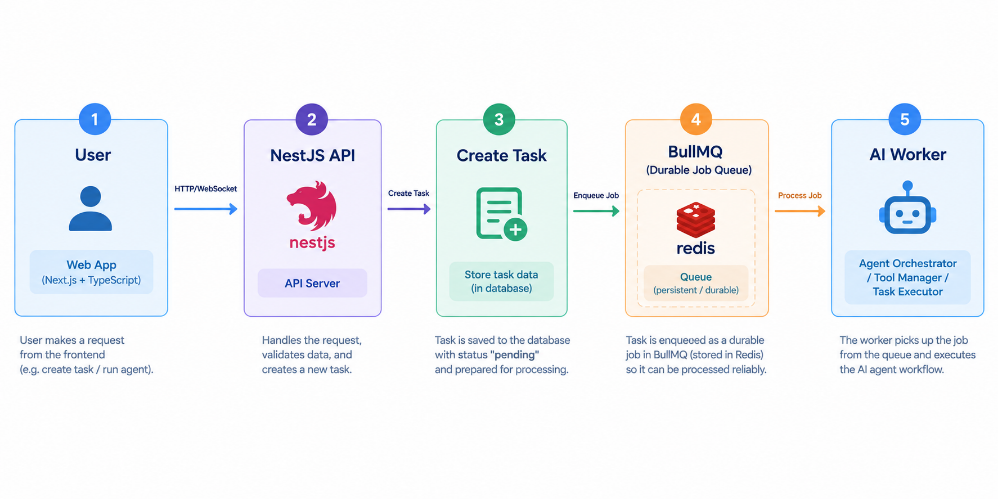 1
User
HTTP/WebSocket
Web App
(Next.js + TypeScript)
User makes a request
from the frontend
(e.g. create task / run agent).
2
NestJS API
nestjs
API Server
Create Task
Handles the request,
validates data, and
creates a new task.
3
Create Task
Store task data
(in database)
Enqueue Job
Task is saved to the database
with status "pending"
and prepared for processing.
4
BullMQ
(Durable Job Queue)
redis
Queue
(persistent / durable)
Process Job
Task is enqueeed as a durable
job in BullMQ (stored in Redis)
so it can be processed reliably.
5
AI Worker
Agent Orchestrator
/ Tool Manager /
Task Executor
The worker picks up the job
from the queue and executes
the AI agent workflow.